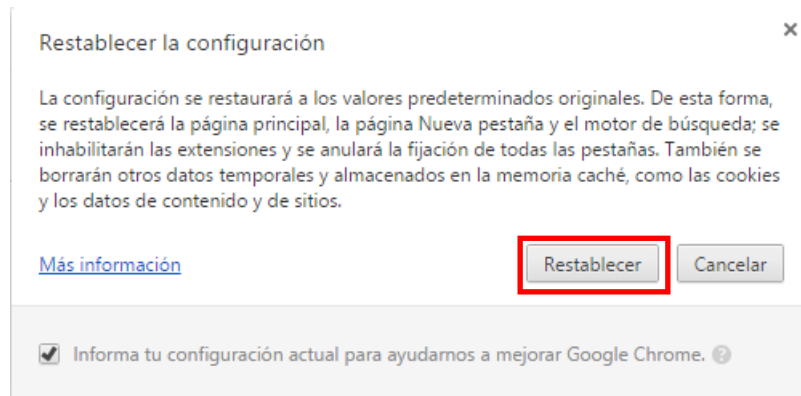 Restablecer la configuración
La configuración se restaurará a los valores predeterminados originales. De esta forma,
se restablecerá la página principal, la página Nueva pestaña y el motor de búsqueda; se
inhabilitarán las extensiones y se anulará la fijación de todas las pestañas. También se
borrarán otros datos temporales y almacenados en la memoria caché, como las cookies
y los datos de contenido y de sitios.
Más información Restablecer Cancelar
Informa tu configuración actual para ayudarnos a mejorar Google Chrome.